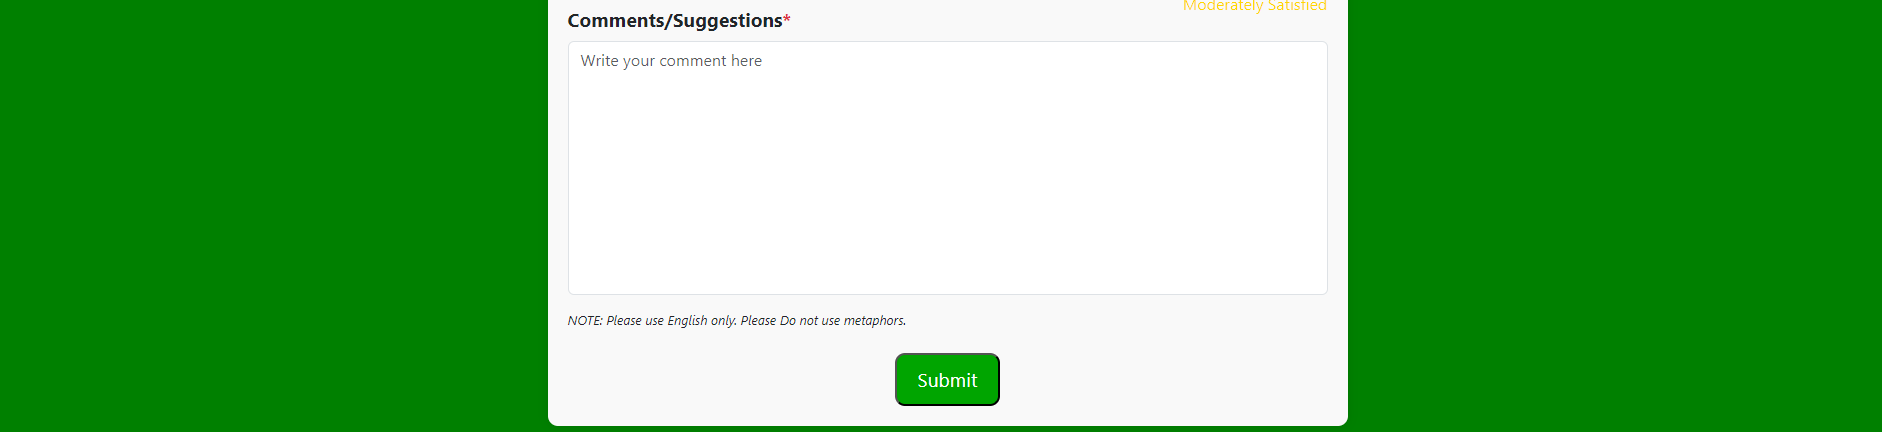 Moderately Satisfied
Comments/Suggestions*
Write your comment here
NOTE: Please use English only. Please Do not use metaphors.
Submit